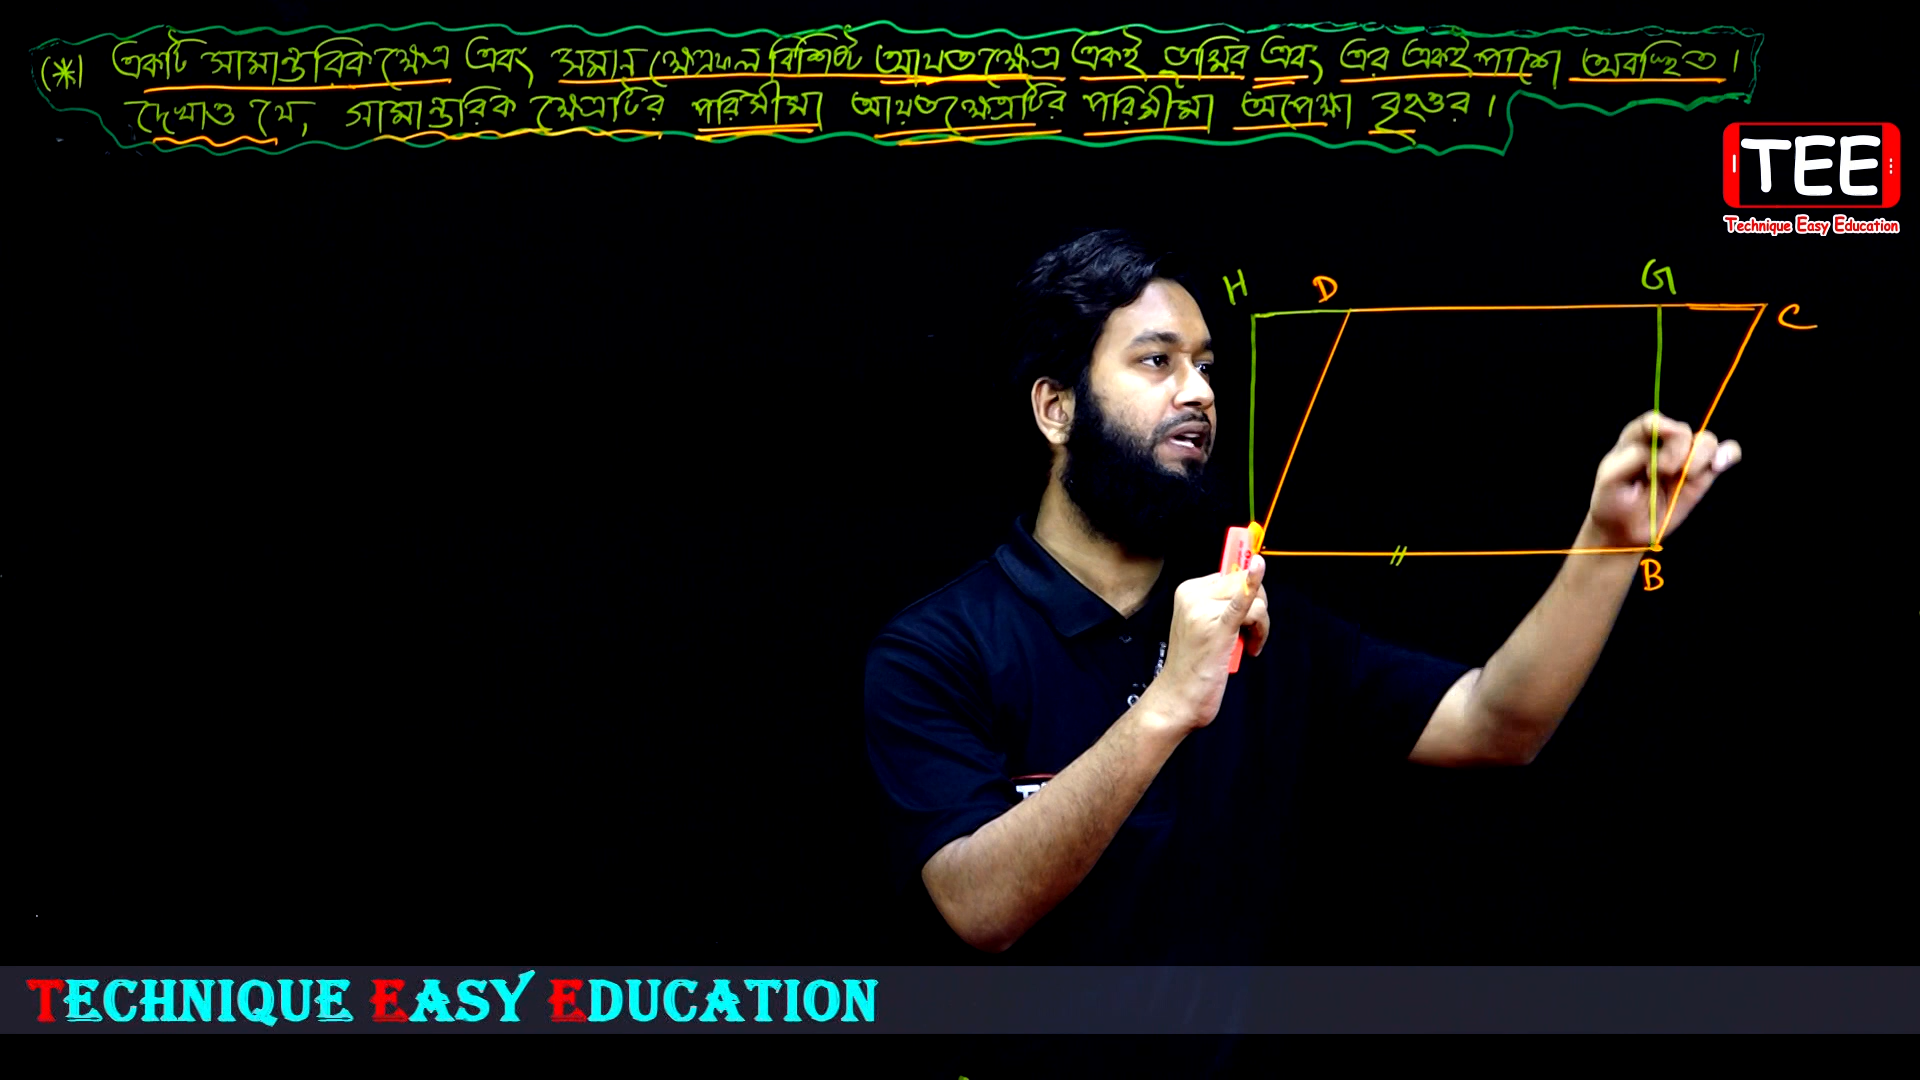 (*) একটি সামান্তরিকক্ষেত্র এবং সমান ক্ষেত্রফল বিশিষ্ট আয়তক্ষেত্র একই ভূমির এবং এর একই পাশে অবস্থিত।
দেখাও যে, সামান্তরিক ক্ষেত্রটির পরিসীমা আয়তক্ষেত্রটির পরিসীমা অপেক্ষা বৃহত্তর।
TEE
Technique Easy Education
H D G C
B
TECHNIQUE EASY EDUCATION